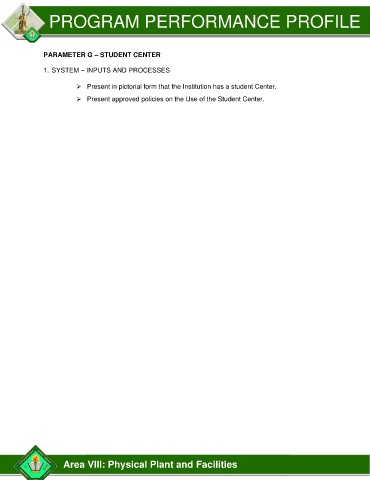 PROGRAM PERFORMANCE PROFILE
PARAMETER G – STUDENT CENTER
1. SYSTEM – INPUTS AND PROCESSES
➢ Present in pictorial form that the Institution has a student Center.
➢ Present approved policies on the Use of the Student Center.
Area VIII: Physical Plant and Facilities